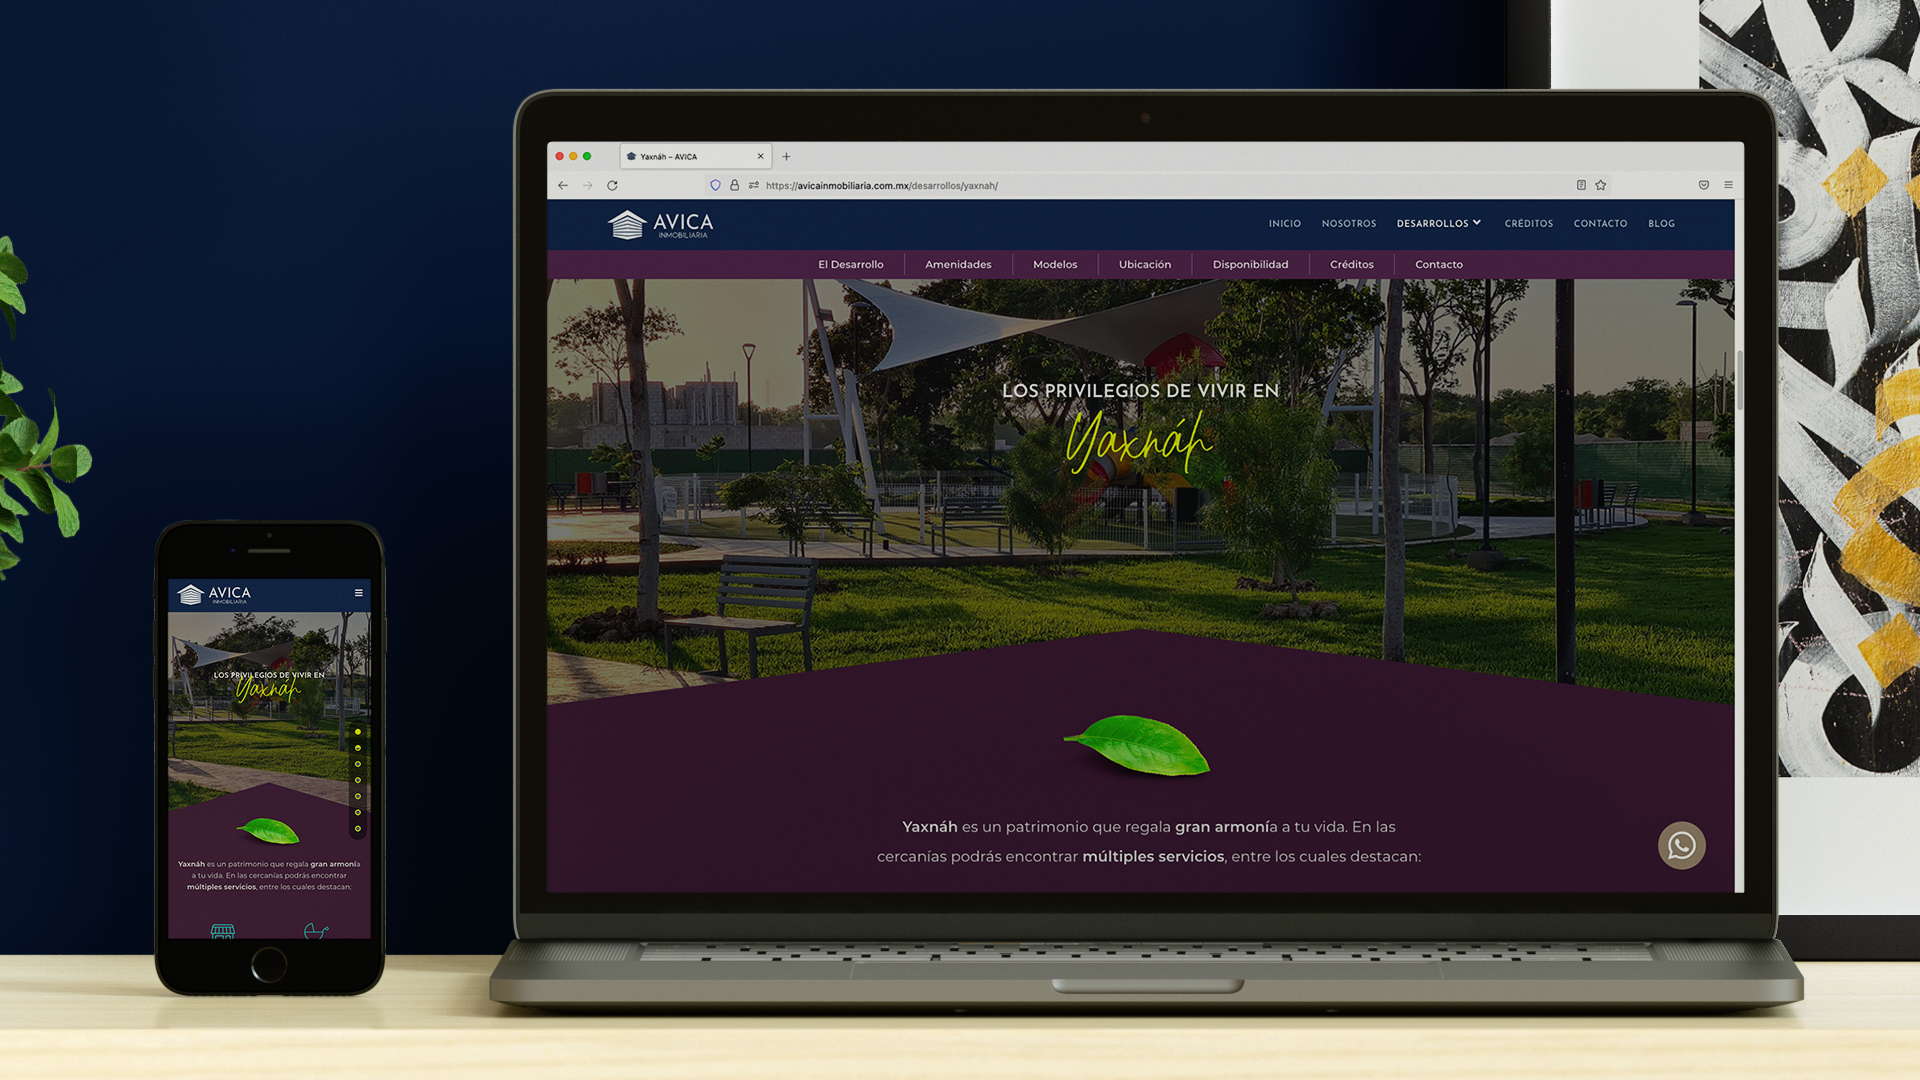 Yaxnáh – AVICA
https://avicainmobiliaria.com.mx/desarrollos/yaxnah/
AVICA
INMOBILIARIA
INICIO NOSOTROS DESARROLLOS CRÉDITOS CONTACTO BLOG
El Desarrollo Amenidades Modelos Ubicación Disponibilidad Créditos Contacto
LOS PRIVILEGIOS DE VIVIR EN
Yaxnáh
Yaxnáh es un patrimonio que regala gran armonía a tu vida. En las
cercanías podrás encontrar múltiples servicios, entre los cuales destacan:
AVICA
INMOBILIARIA
LOS PRIVILEGIOS DE VIVIR EN
Yaxnáh
Yaxnáh es un patrimonio que regala gran armonía
a tu vida. En las cercanías podrás encontrar
múltiples servicios, entre los cuales destacan: